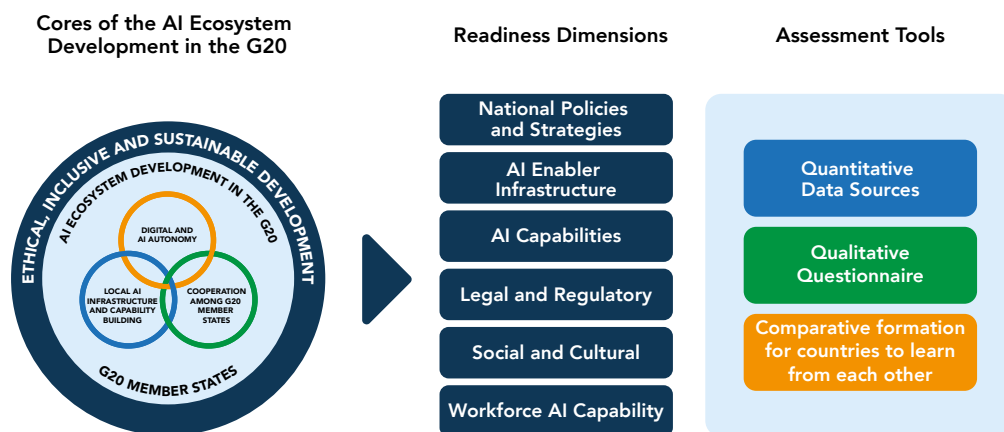 Cores of the AI Ecosystem
Development in the G20
Readiness Dimensions
Assessment Tools
ETHICAL, INCLUSIVE AND SUSTAINABLE DEVELOPMENT
AI ECOSYSTEM DEVELOPMENT IN THE G20
DIGITAL AND
AI AUTONOMY
LOCAL AI
INFRASTRUCTURE
AND CAPABILITY
BUILDING
COOPERATION
AMONG G20
MEMBER
STATES
G20 MEMBER STATES
National Policies
and Strategies
AI Enabler
Infrastructure
AI Capabilities
Legal and Regulatory
Social and Cultural
Workforce AI Capability
Quantitative
Data Sources
Qualitative
Questionnaire
Comparative formation
for countries to learn
from each other